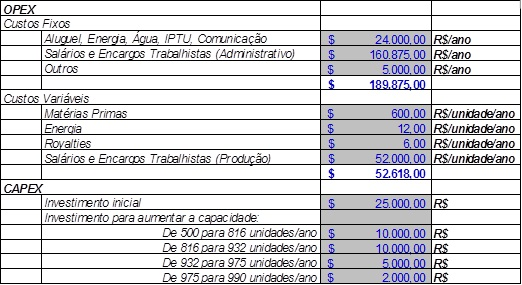 OPEX
Custos Fixos
Aluguel, Energia, Água, IPTU, Comunicação $ 24.000,00 R$/ano
Salários e Encargos Trabalhistas (Administrativo) $ 160.875,00 R$/ano
Outros $ 5.000,00 R$/ano
$ 189.875,00
Custos Variáveis
Matérias Primas $ 600,00 R$/unidade/ano
Energia $ 12,00 R$/unidade/ano
Royalties $ 6,00 R$/unidade/ano
Salários e Encargos Trabalhistas (Produção) $ 52.000,00 R$/unidade/ano
$ 52.618,00
CAPEX
Investimento inicial $ 25.000,00 R$
Investimento para aumentar a capacidade:
De 500 para 816 unidades/ano $ 10.000,00 R$
De 816 para 932 unidades/ano $ 10.000,00 R$
De 932 para 975 unidades/ano $ 5.000,00 R$
De 975 para 990 unidades/ano $ 2.000,00 R$